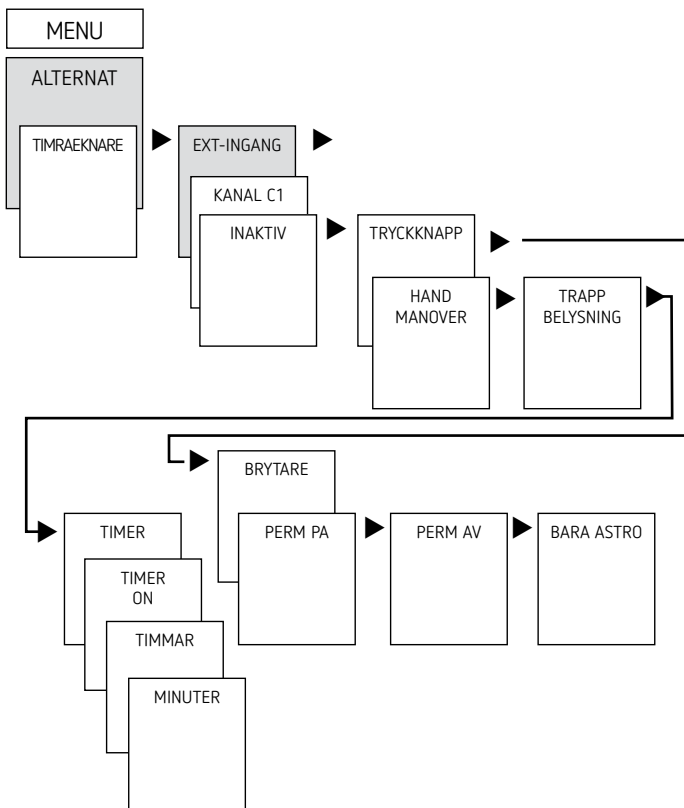 MENU
ALTERNAT
TIMRAEKNARE
EXT-INGANG
KANAL C1
INAKTIV
TRYCKKNAPP
HAND
MANOVER
TRAPP
BELYSNING
BRYTARE
PERM PA
PERM AV
BARA ASTRO
TIMER
TIMER
ON
TIMMAR
MINUTER